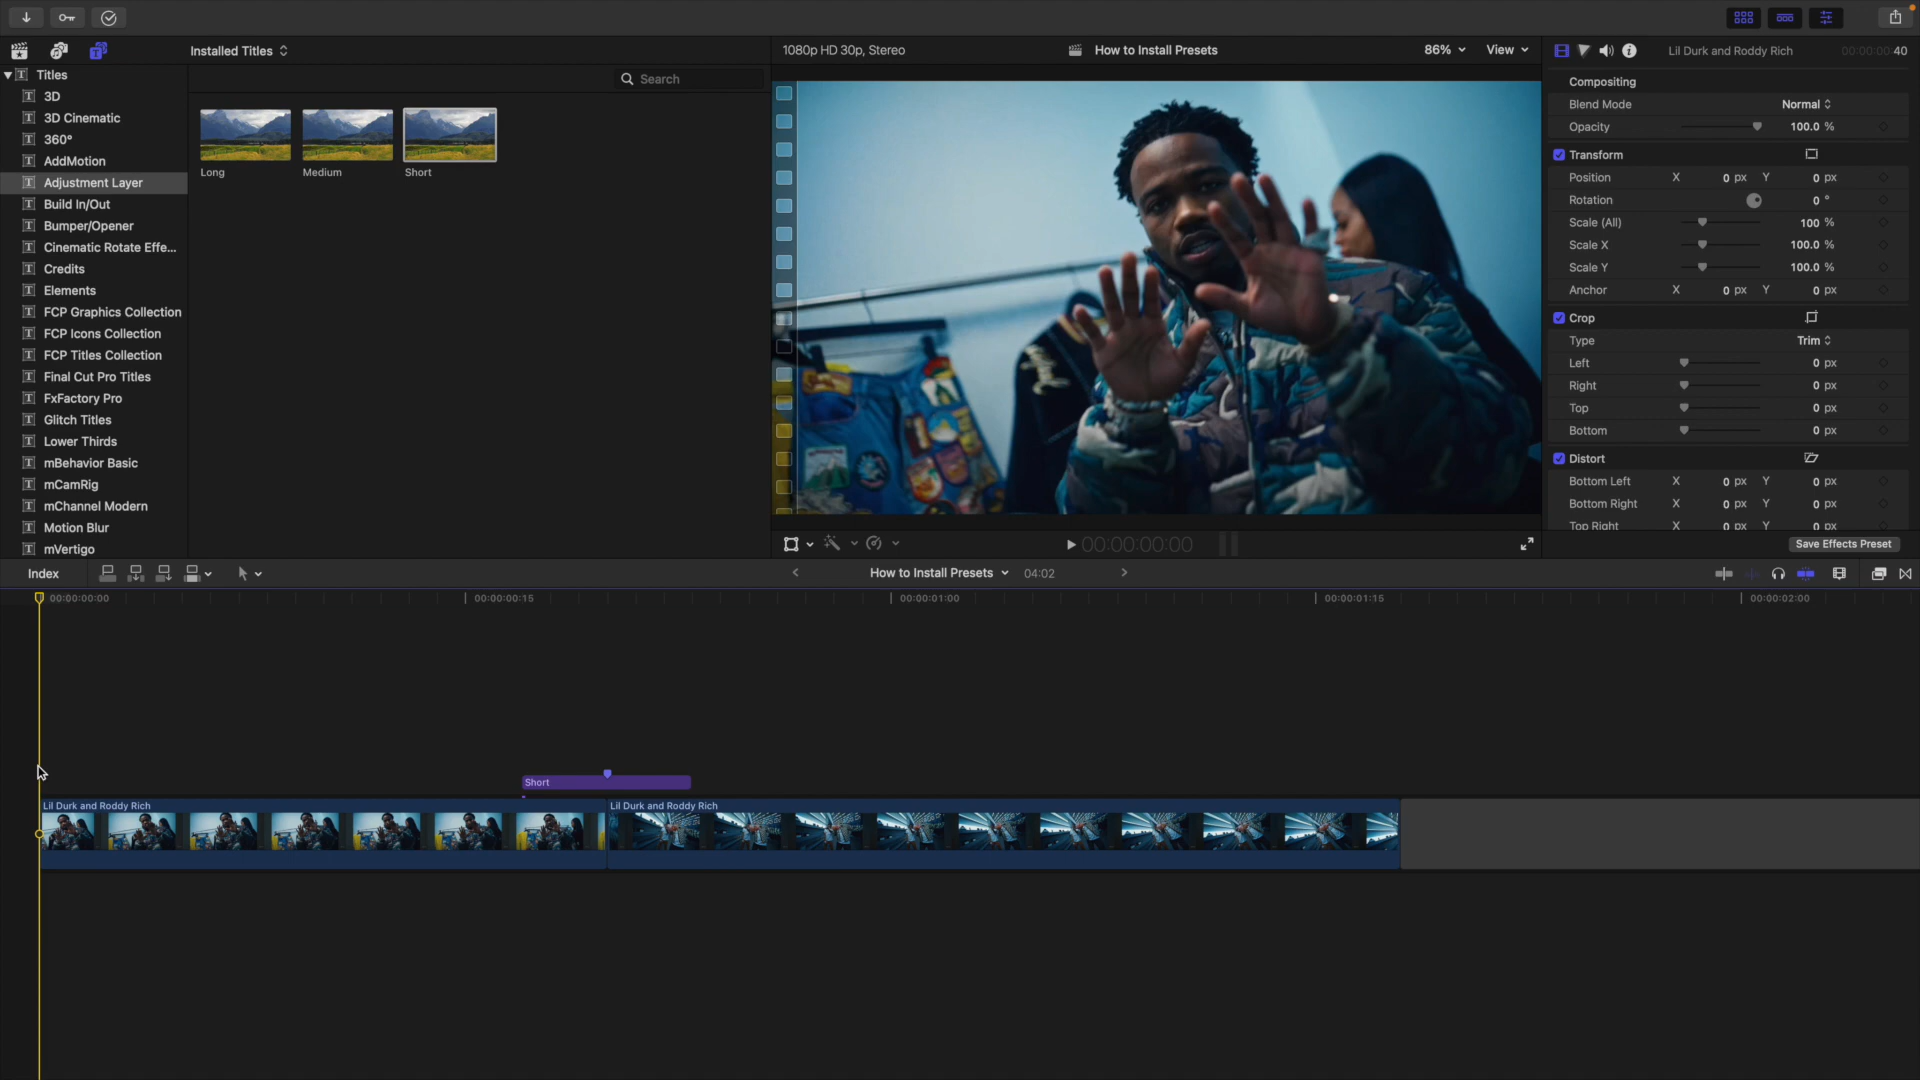 Installed Titles
1080p HD 30p, Stereo
How to Install Presets
86%
View
Lil Durk and Roddy Rich
00:00:00:40
Titles
3D
3D Cinematic
360°
AddMotion
Adjustment Layer
Build In/Out
Bumper/Opener
Cinematic Rotate Effe...
Credits
Elements
FCP Graphics Collection
FCP Icons Collection
FCP Titles Collection
Final Cut Pro Titles
FxFactory Pro
Glitch Titles
Lower Thirds
mBehavior Basic
mCamRig
mChannel Modern
Motion Blur
mVertigo
Search
Long
Medium
Short
00:00:00:00
Compositing
Blend Mode Normal
Opacity 100.0 %
Transform
Position X 0 px Y 0 px
Rotation 0 °
Scale (All) 100 %
Scale X 100.0 %
Scale Y 100.0 %
Anchor X 0 px Y 0 px
Crop
Type Trim
Left 0 px
Right 0 px
Top 0 px
Bottom 0 px
Distort
Bottom Left X 0 px Y 0 px
Bottom Right X 0 px Y 0 px
Top Right X 0 px Y 0 px
Save Effects Preset
Index
How to Install Presets 04:02
00:00:00:00
00:00:00:15
00:00:01:00
00:00:01:15
00:00:02:00
Short
Lil Durk and Roddy Rich
Lil Durk and Roddy Rich